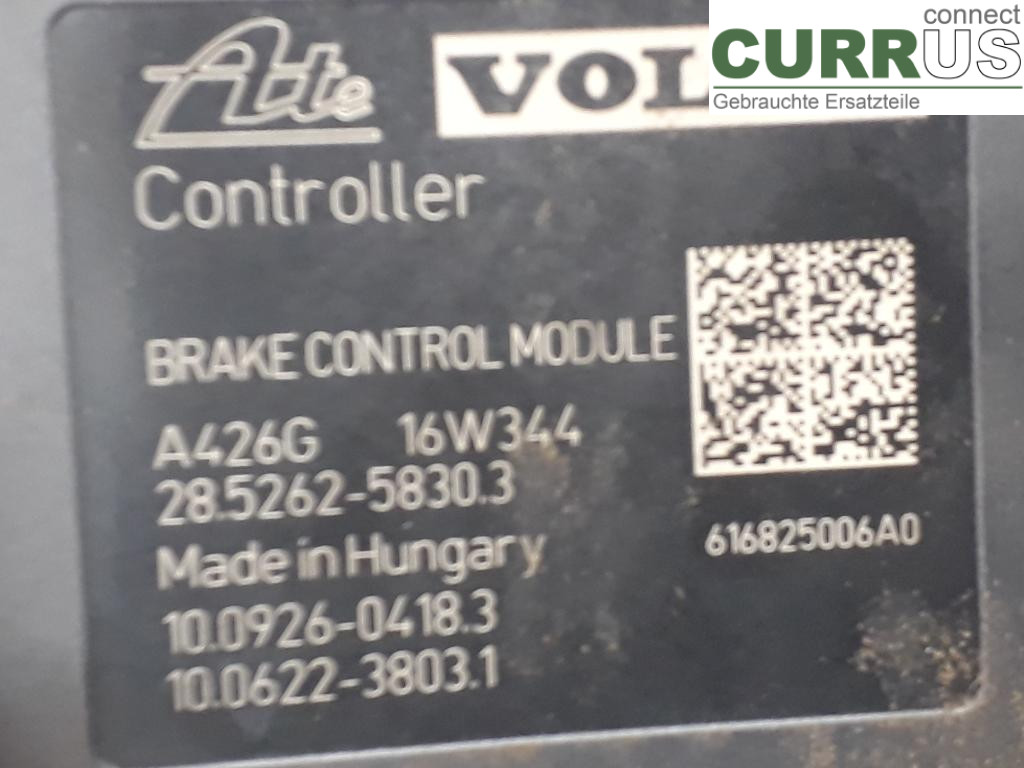 Ate VOL
connect
CURRUS
Gebrauchte Ersatzteile
Controller
BRAKE CONTROL MODULE
A426G 16W344
28.5262-5830.3
Made in Hungary
616825006A0
10.0926-0418.3
10.0622-3803.1